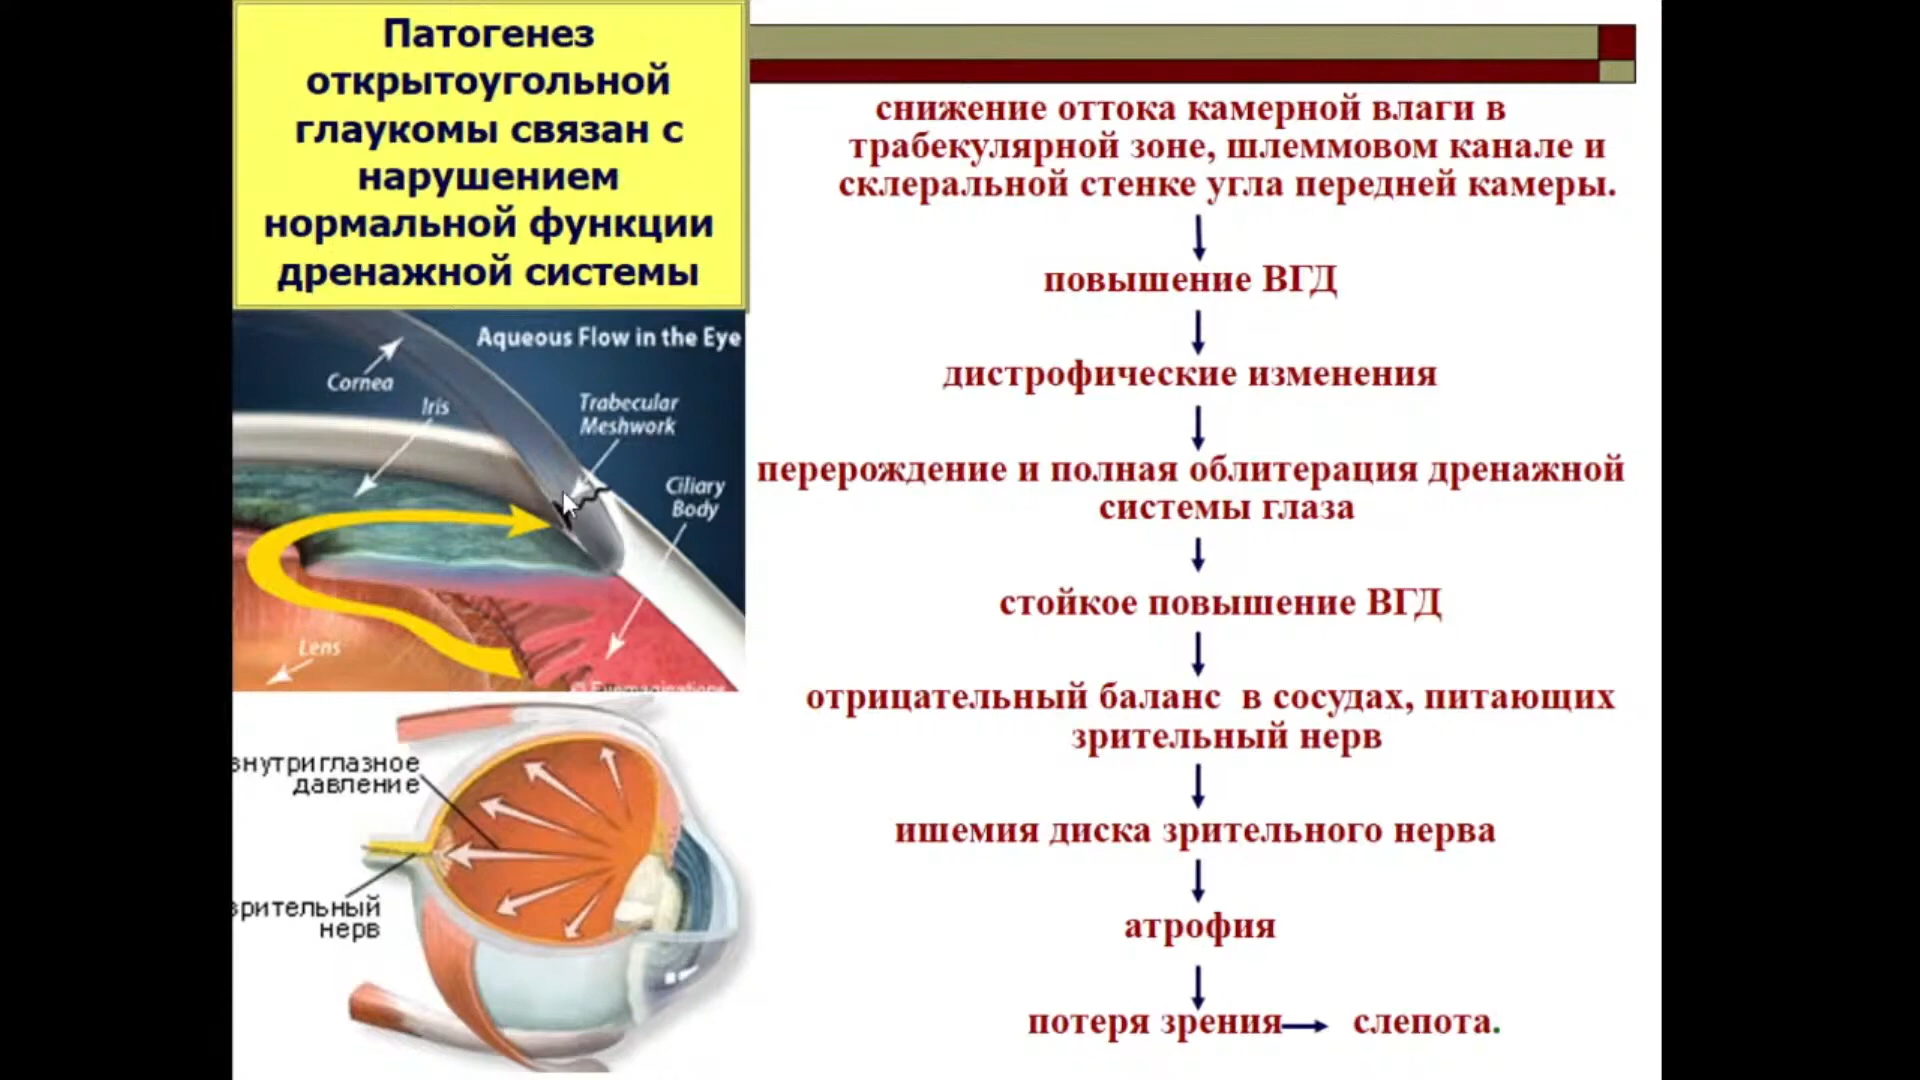 Патогенез
открытоугольной
глаукомы связан с
нарушением
нормальной функции
дренажной системы
снижение оттока камерной влаги в
трабекулярной зоне, шлеммовом канале и
склеральной стенке угла передней камеры.
повышение ВГД
дистрофические изменения
перерождение и полная облитерация дренажной
системы глаза
стойкое повышение ВГД
отрицательный баланс в сосудах, питающих
зрительный нерв
ишемия диска зрительного нерва
атрофия
потеря зрения слепота.
Aqueous Flow in the Eye
Cornea
Iris
Trabecular
Meshwork
Ciliary
Body
Lens
© Eyemaginations
внутриглазное
давление
зрительный
нерв